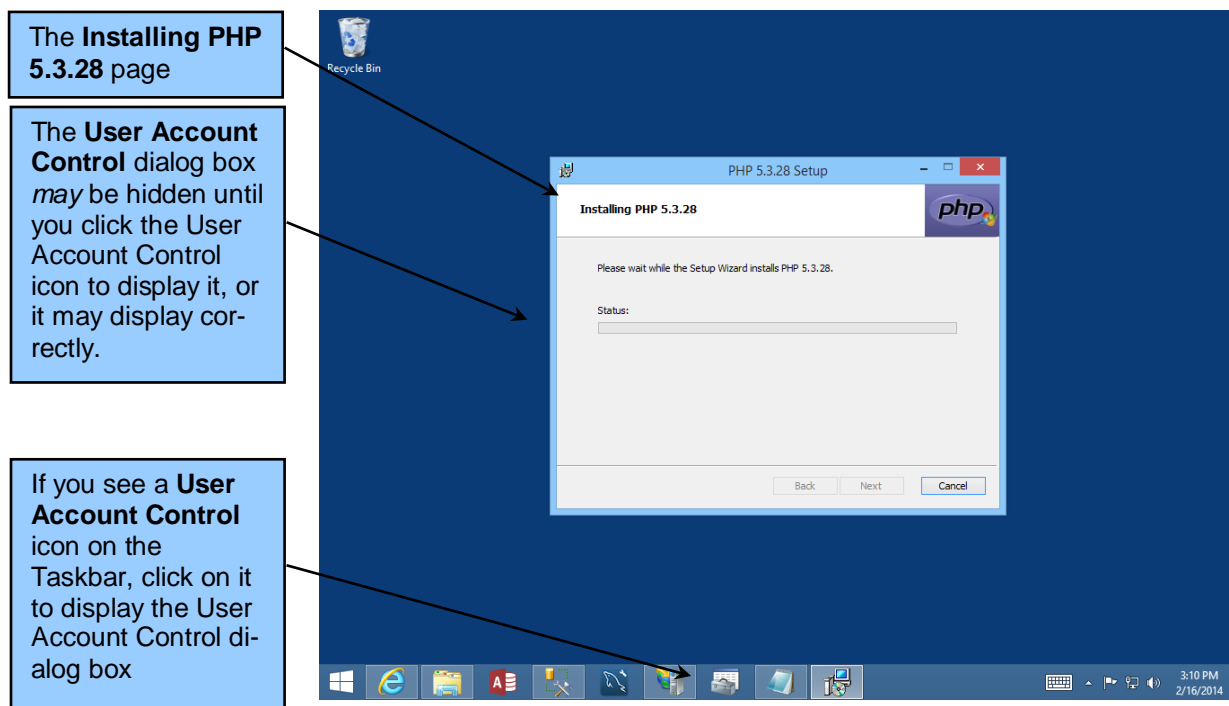 The Installing PHP
5.3.28 page
The User Account
Control dialog box
may be hidden until
you click the User
Account Control
icon to display it, or
it may display cor-
rectly.
If you see a User
Account Control
icon on the
Taskbar, click on it
to display the User
Account Control di-
alog box
Recycle Bin
PHP 5.3.28 Setup
Installing PHP 5.3.28
php
Please wait while the Setup Wizard installs PHP 5.3.28.
Status:
Back Next Cancel
A
3:10 PM
2/16/2014